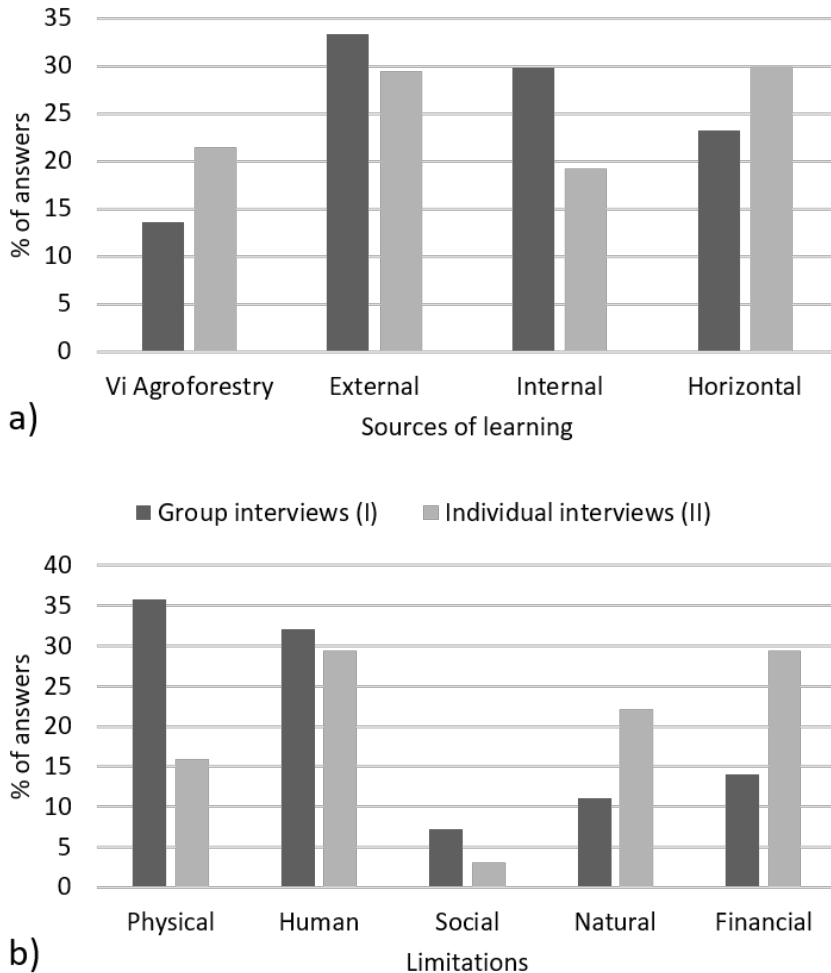 35
30
25
20
15
10
5
0
% of answers
Vi Agroforestry External Internal Horizontal
a)
Sources of learning
Group interviews (I) Individual interviews (II)
40
35
30
25
20
15
10
5
0
% of answers
Physical Human Social Natural Financial
b)
Limitations